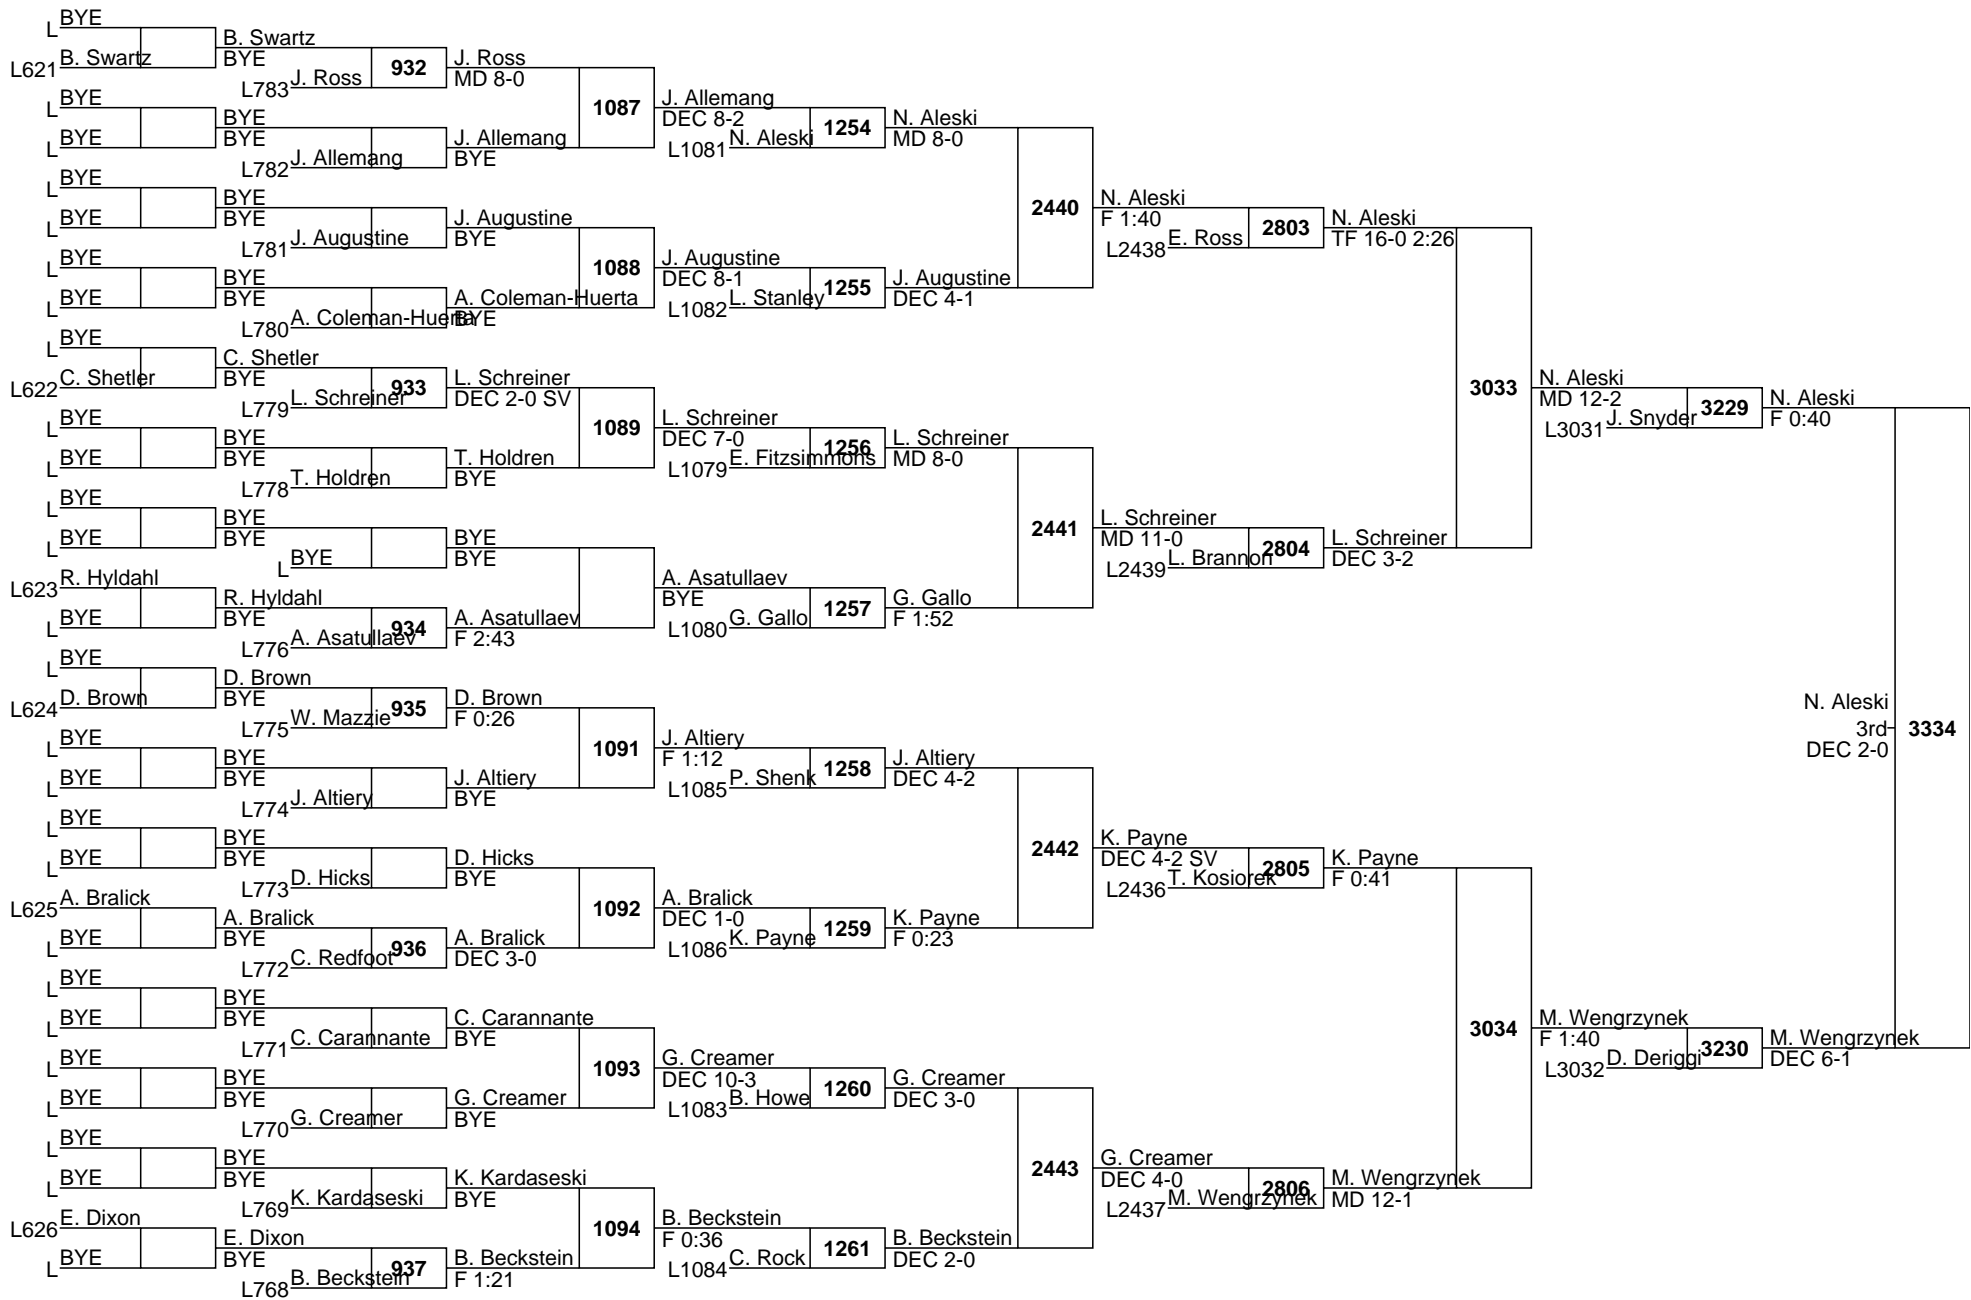 BYE
L
B. Swartz
L621
B. Swartz
BYE
J. Ross
L783
932
J. Ross
MD 8-0
BYE
L
BYE
L
BYE
BYE
J. Allemang
L782
J. Allemang
BYE
1087
J. Allemang
DEC 8-2
N. Aleski
L1081
1254
N. Aleski
MD 8-0
BYE
L
BYE
L
BYE
BYE
J. Augustine
L781
J. Augustine
BYE
BYE
L
BYE
L
BYE
BYE
A. Coleman-Huerta
L780
A. Coleman-Huerta
BYE
1088
J. Augustine
DEC 8-1
L. Stanley
L1082
1255
J. Augustine
DEC 4-1
2440
N. Aleski
F 1:40
E. Ross
L2438
2803
N. Aleski
TF 16-0 2:26
BYE
L
C. Shetler
L622
C. Shetler
BYE
L. Schreiner
L779
933
L. Schreiner
DEC 2-0 SV
BYE
L
BYE
L
BYE
BYE
T. Holdren
L778
T. Holdren
BYE
1089
L. Schreiner
DEC 7-0
E. Fitzsimmons
L1079
1256
L. Schreiner
MD 8-0
BYE
L
BYE
L
BYE
BYE
BYE
L
BYE
BYE
R. Hyldahl
L623
BYE
L
R. Hyldahl
BYE
A. Asatullaev
L776
934
A. Asatullaev
F 2:43
A. Asatullaev
BYE
G. Gallo
L1080
1257
G. Gallo
F 1:52
2441
L. Schreiner
MD 11-0
L. Brannon
L2439
2804
L. Schreiner
DEC 3-2
3033
N. Aleski
MD 12-2
J. Snyder
L3031
3229
N. Aleski
F 0:40
BYE
L
D. Brown
L624
D. Brown
BYE
W. Mazzie
L775
935
D. Brown
F 0:26
BYE
L
BYE
L
BYE
BYE
J. Altiery
L774
J. Altiery
BYE
1091
J. Altiery
F 1:12
P. Shenk
L1085
1258
J. Altiery
DEC 4-2
BYE
L
BYE
L
BYE
BYE
D. Hicks
L773
D. Hicks
BYE
A. Bralick
L625
BYE
L
A. Bralick
BYE
C. Redfoot
L772
936
A. Bralick
DEC 3-0
1092
A. Bralick
DEC 1-0
K. Payne
L1086
1259
K. Payne
F 0:23
2442
K. Payne
DEC 4-2 SV
T. Kosiorek
L2436
2805
K. Payne
F 0:41
BYE
L
BYE
L
BYE
BYE
C. Carannante
L771
C. Carannante
BYE
BYE
L
BYE
L
BYE
BYE
G. Creamer
L770
G. Creamer
BYE
1093
G. Creamer
DEC 10-3
B. Howe
L1083
1260
G. Creamer
DEC 3-0
BYE
L
BYE
L
BYE
BYE
K. Kardaseski
L769
K. Kardaseski
BYE
E. Dixon
L626
BYE
L
E. Dixon
BYE
B. Beckstein
L768
937
B. Beckstein
F 1:21
1094
B. Beckstein
F 0:36
C. Rock
L1084
1261
B. Beckstein
DEC 2-0
2443
G. Creamer
DEC 4-0
M. Wengrzynek
L2437
2806
M. Wengrzynek
MD 12-1
3034
M. Wengrzynek
F 1:40
D. Deriggi
L3032
3230
M. Wengrzynek
DEC 6-1
N. Aleski
3rd
DEC 2-0
3334